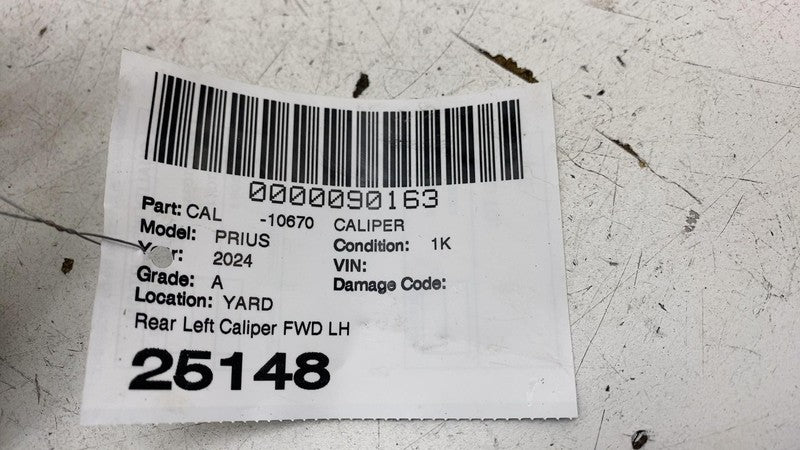 0000090163
Part: CAL -10670 CALIPER
Model: PRIUS Condition: 1K
Year: 2024 VIN:
Grade: A Damage Code:
Location: YARD
Rear Left Caliper FWD LH
25148